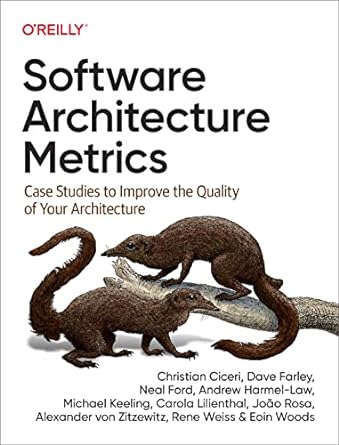 O'REILLY®
Software
Architecture
Metrics
Case Studies to Improve the Quality
of Your Architecture
Christian Ciceri, Dave Farley,
Neal Ford, Andrew Harmel-Law,
Michael Keeling, Carola Lilienthal, João Rosa,
Alexander von Zitzewitz, Rene Weiss & Eoin Woods